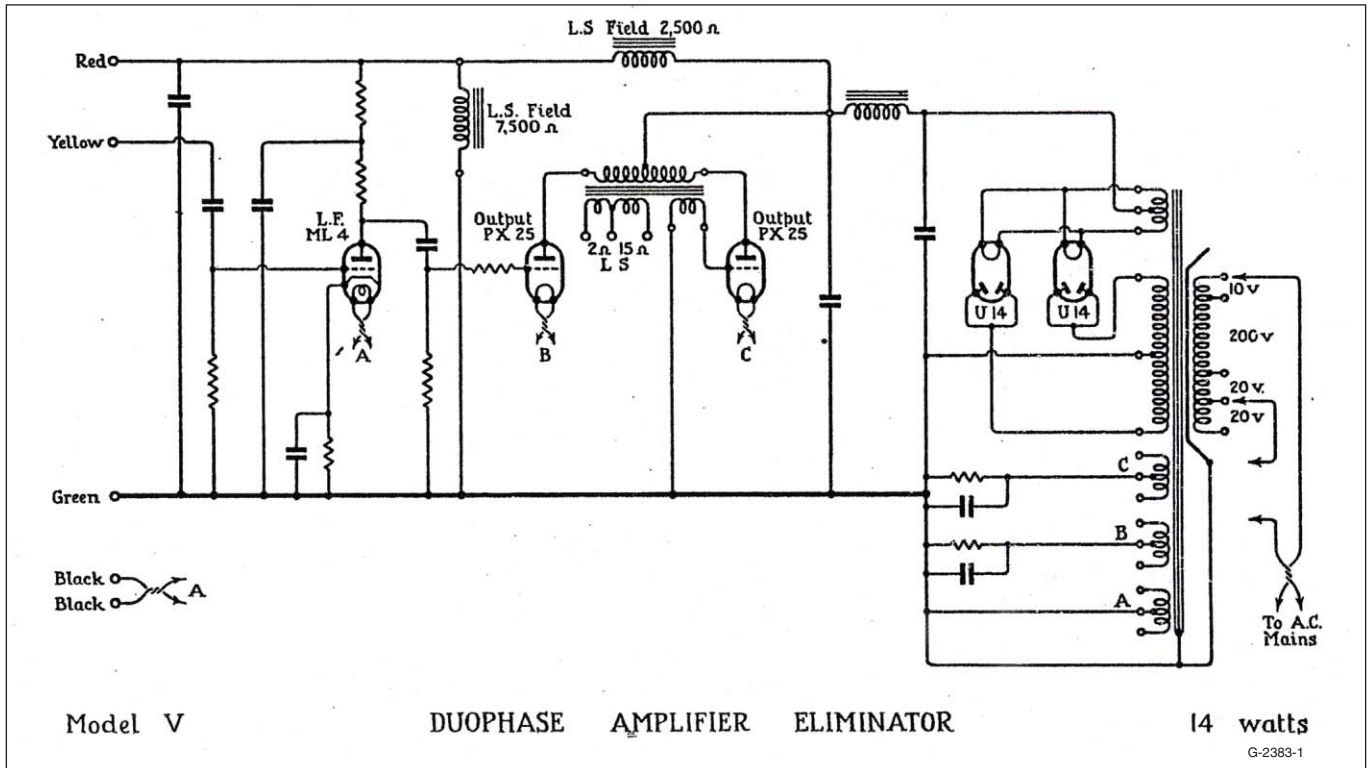 L.S Field 2,500 Ω
Red
L.S. Field
7,500 Ω
Yellow
L.F.
ML 4
Output
PX 25
2Ω 15Ω
L S
Output
PX 25
A
B
C
U 14
U 14
10 v
200 v
20 v.
20 v
C
B
A
Green
Black
Black
A
To A.C.
Mains
Model V
DUOPHASE AMPLIFIER ELIMINATOR
14 watts
G-2383-1